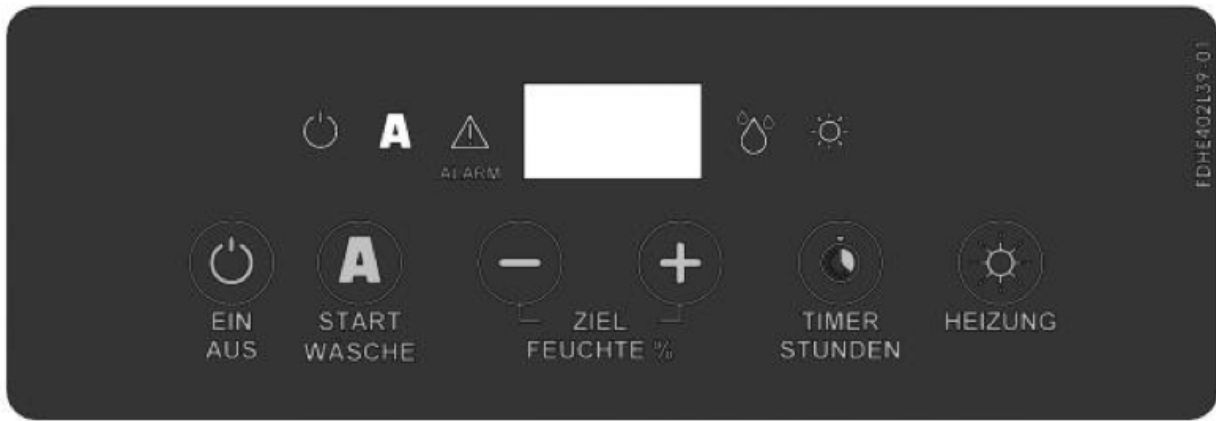 A
ALARM
FDHE402L39-01
A
EIN
AUS
START
WASCHE
ZIEL
FEUCHTE %
TIMER
STUNDEN
HEIZUNG